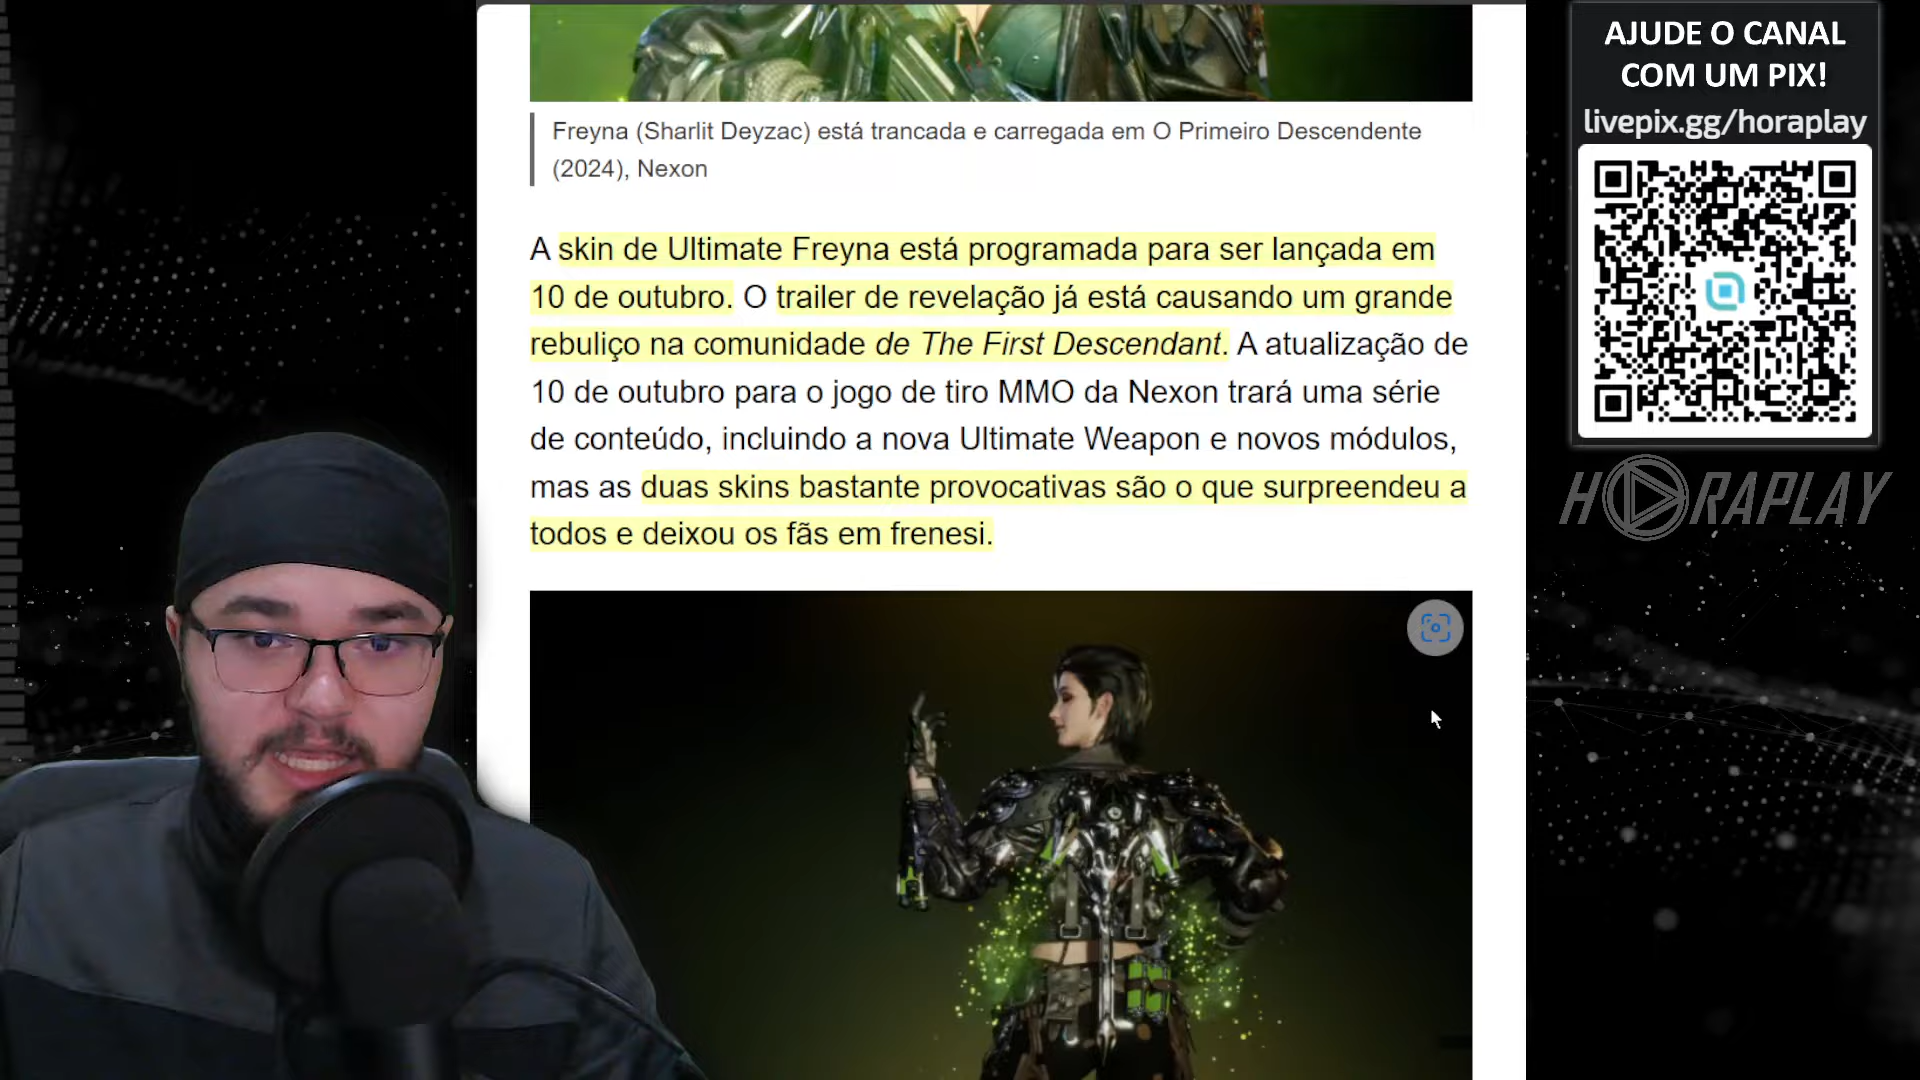 Freyna (Sharlit Deyzac) está trancada e carregada em O Primeiro Descendente
(2024), Nexon
A skin de Ultimate Freyna está programada para ser lançada em
10 de outubro. O trailer de revelação já está causando um grande
rebuliço na comunidade de The First Descendant. A atualização de
10 de outubro para o jogo de tiro MMO da Nexon trará uma série
de conteúdo, incluindo a nova Ultimate Weapon e novos módulos,
mas as duas skins bastante provocativas são o que surpreendeu a
todos e deixou os fãs em frenesi.
AJUDE O CANAL
COM UM PIX!
livepix.gg/horaplay
HORAPLAY